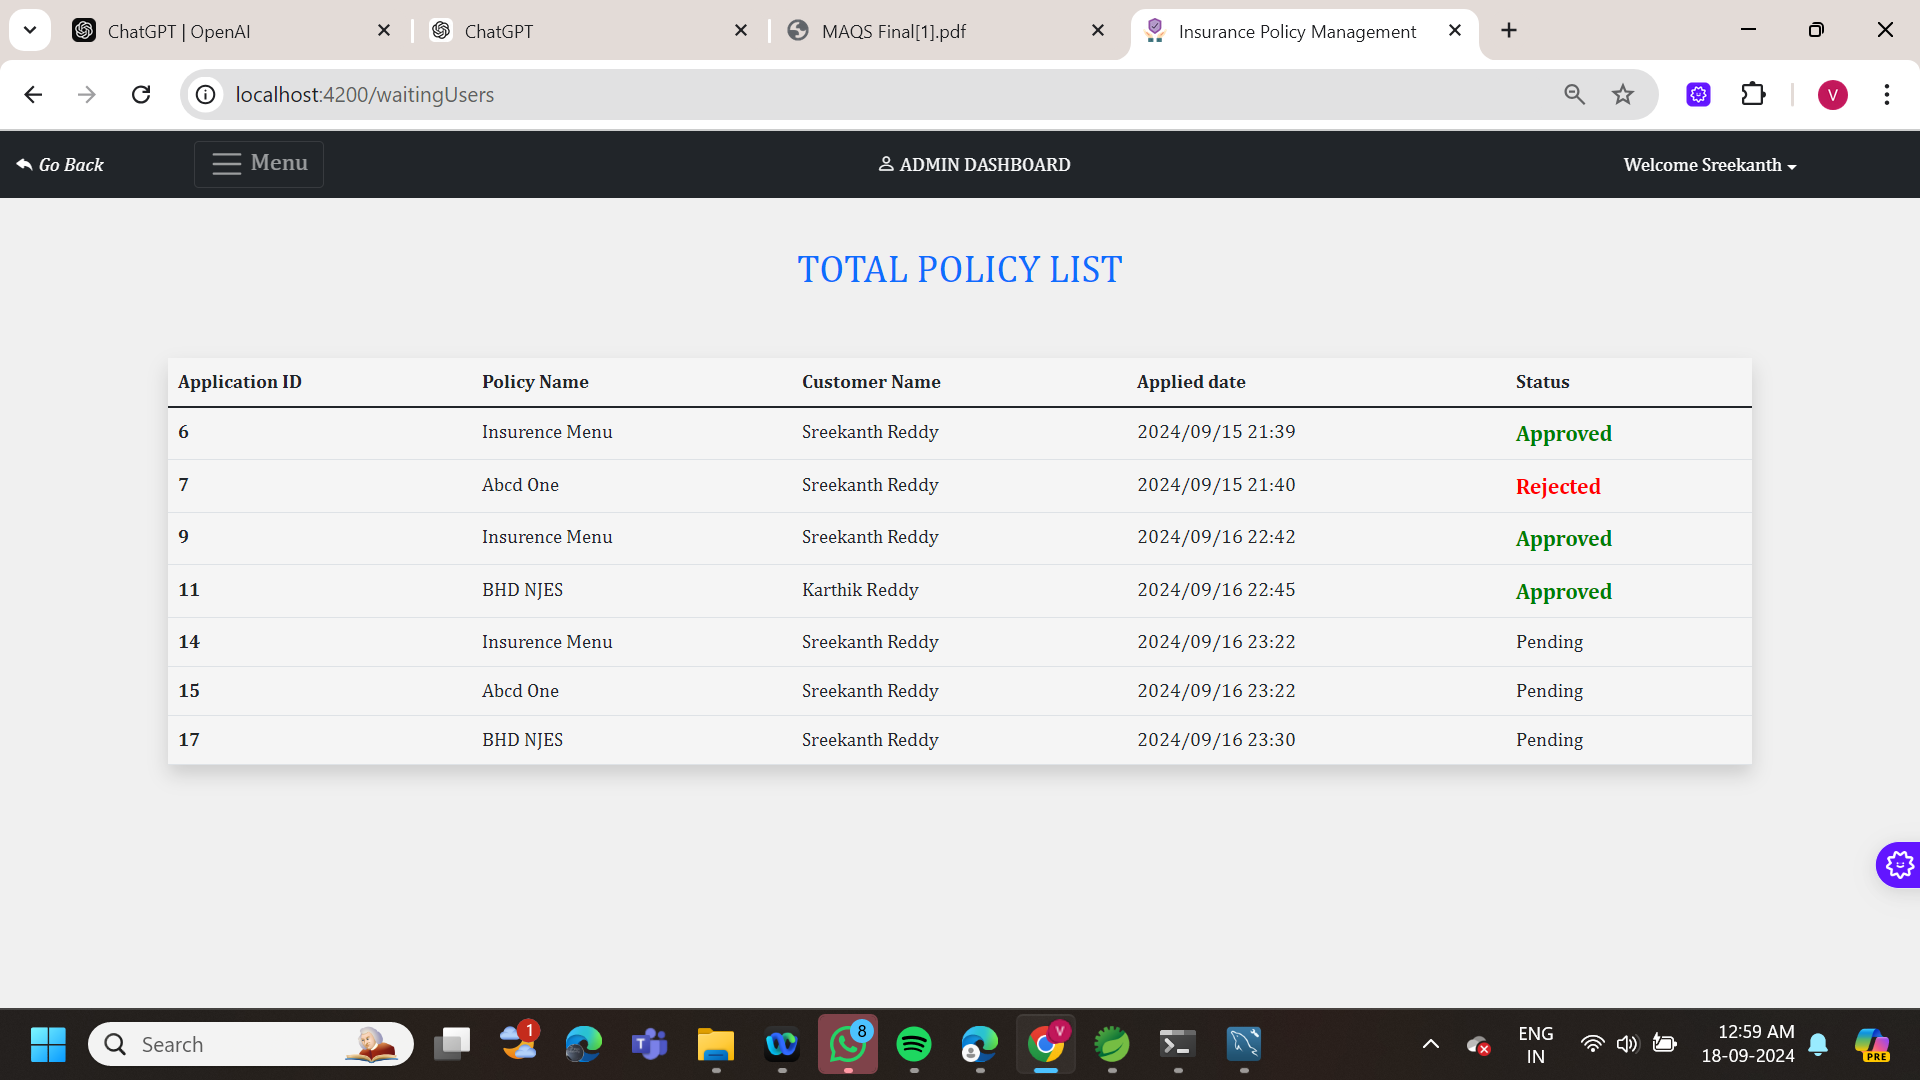 ChatGPT | OpenAI
ChatGPT
MAQS Final[1].pdf
Insurance Policy Management
localhost:4200/waitingUsers
V
Go Back
Menu
ADMIN DASHBOARD
Welcome Sreekanth
TOTAL POLICY LIST
Application ID Policy Name Customer Name Applied date Status
6 Insurence Menu Sreekanth Reddy 2024/09/15 21:39 Approved
7 Abcd One Sreekanth Reddy 2024/09/15 21:40 Rejected
9 Insurence Menu Sreekanth Reddy 2024/09/16 22:42 Approved
11 BHD NJES Karthik Reddy 2024/09/16 22:45 Approved
14 Insurence Menu Sreekanth Reddy 2024/09/16 23:22 Pending
15 Abcd One Sreekanth Reddy 2024/09/16 23:22 Pending
17 BHD NJES Sreekanth Reddy 2024/09/16 23:30 Pending
Search
1
8
V
ENG
IN
12:59 AM
18-09-2024
PRE